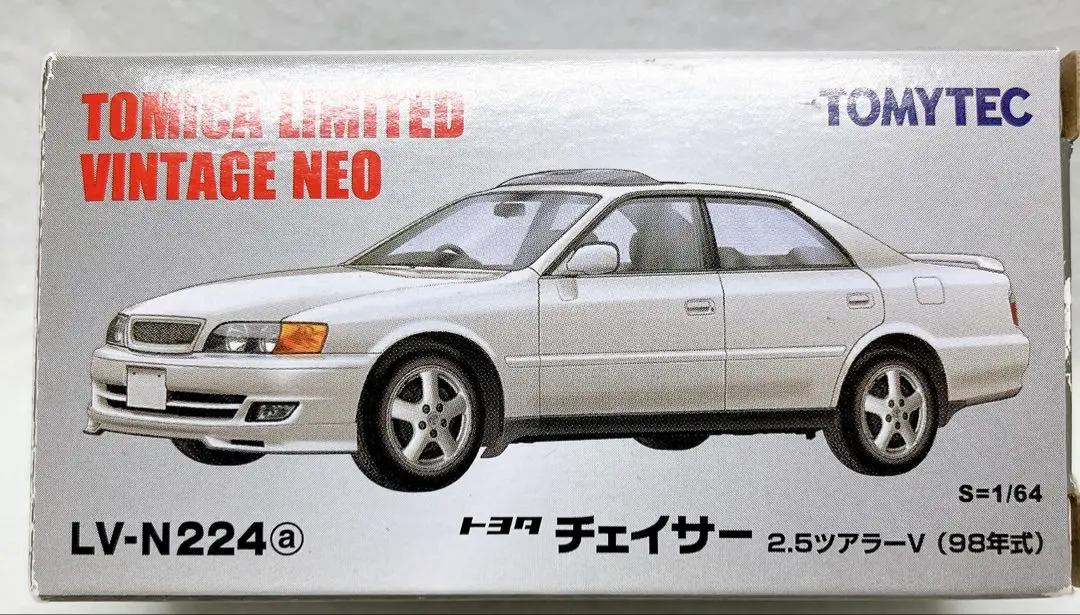 TOMICA LIMITED
VINTAGE NEO
TOMYTEC
S=1/64
LV-N224ⓐ
トヨタ チェイサー 2.5ツアラーV（98年式）